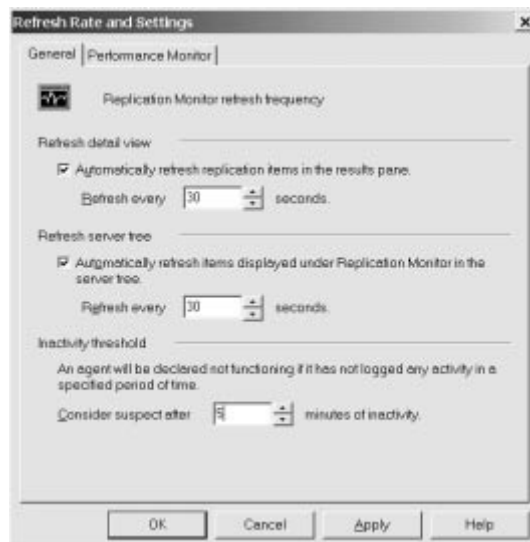 Refresh Rate and Settings
General Performance Monitor
Replication Monitor refresh frequency
Refresh detail view
Automatically refresh replication items in the results pane.
Refresh every 30 seconds.
Refresh server tree
Automatically refresh items displayed under Replication Monitor in the
server tree.
Refresh every 30 seconds.
Inactivity threshold
An agent will be declared not functioning if it has not logged any activity in a
specified period of time.
Consider suspect after 5 minutes of inactivity.
OK Cancel Apply Help